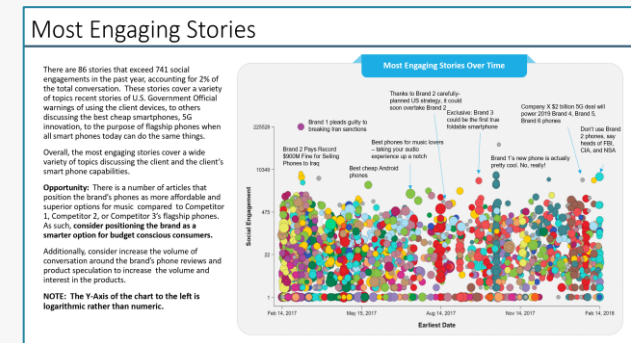 Most Engaging Stories
There are 86 stories that exceed 741 social
engagements in the past year, accounting for 2% of
the total conversation. These stories cover a variety
of topics recent stories of U.S. Government Official
warnings of using the client devices, to others
discussing the best cheap smartphones, 5G
innovation, to the purpose of flagship phones when
all smart phones today can do the same things.
Overall, the most engaging stories cover a wide
variety of topics discussing the client and the client's
smart phone capabilities.
Opportunity: There is a number of articles that
position the brand's phones as more affordable and
superior options for music compared to Competitor
1, Competitor 2, or Competitor 3's flagship phones.
As such, consider positioning the brand as a
smarter option for budget conscious consumers.
Additionally, consider increase the volume of
conversation around the brand's phone reviews and
product speculation to increase the volume and
interest in the products.
NOTE: The Y-Axis of the chart to the left is
logarithmic rather than numeric.
Most Engaging Stories Over Time
Thanks to Brand 2 carefully-
planned US strategy, it could
soon overtake Brand 2
Exclusive: Brand 3
could be the first true
foldable smartphone
Company X $2 billion 5G deal will
power 2019 Brand 4, Brand 5,
Brand 6 phones
Brand 1 pleads guilty to
breaking Iran sanctions
Don't use Brand
2 phones, say
heads of FBI,
CIA, and NSA
Brand 2 Pays Record
$900M Fine for Selling
Phones to Iraq
Best phones for music lovers
– taking your audio
experience up a notch
Best cheap Android
phones
Brand 1's new phone is actually
pretty cool. No, really!
Social Engagement
225929
10349
475
22
1
Feb 14, 2017
May 15, 2017
Aug 14, 2017
Nov 14, 2017
Feb 14, 2018
Earliest Date